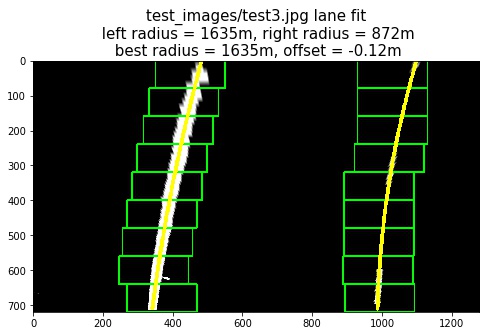 test_images/test3.jpg lane fit
left radius = 1635m, right radius = 872m
best radius = 1635m, offset = -0.12m
0
100
200
300
400
500
600
700
0 200 400 600 800 1000 1200